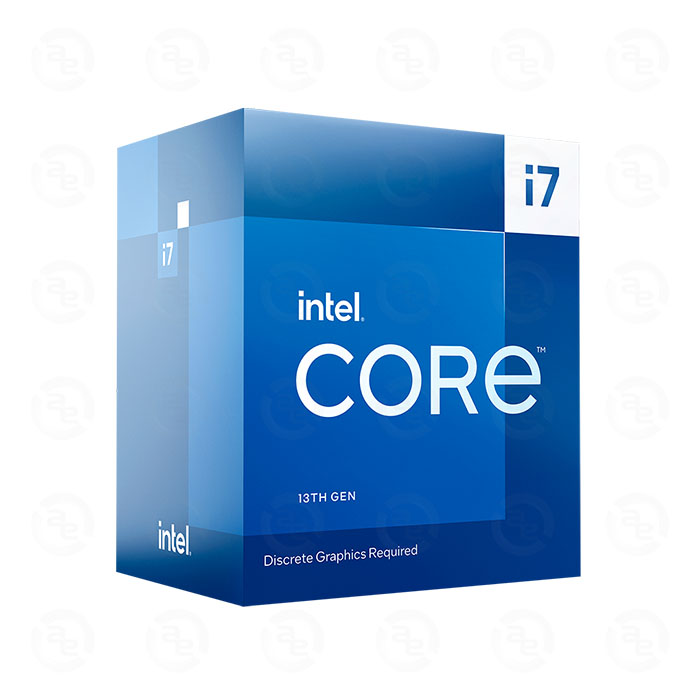 i7
i7
intel.
CORe™
13TH GEN
Discrete Graphics Required
intel.